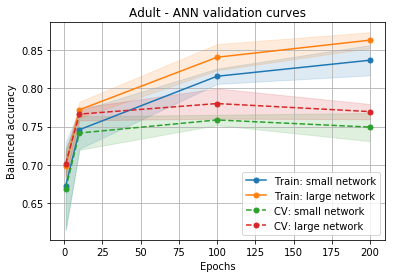 Adult - ANN validation curves
Balanced accuracy
0.85
0.80
0.75
0.70
0.65
Train: small network
Train: large network
CV: small network
CV: large network
0 25 50 75 100 125 150 175 200
Epochs